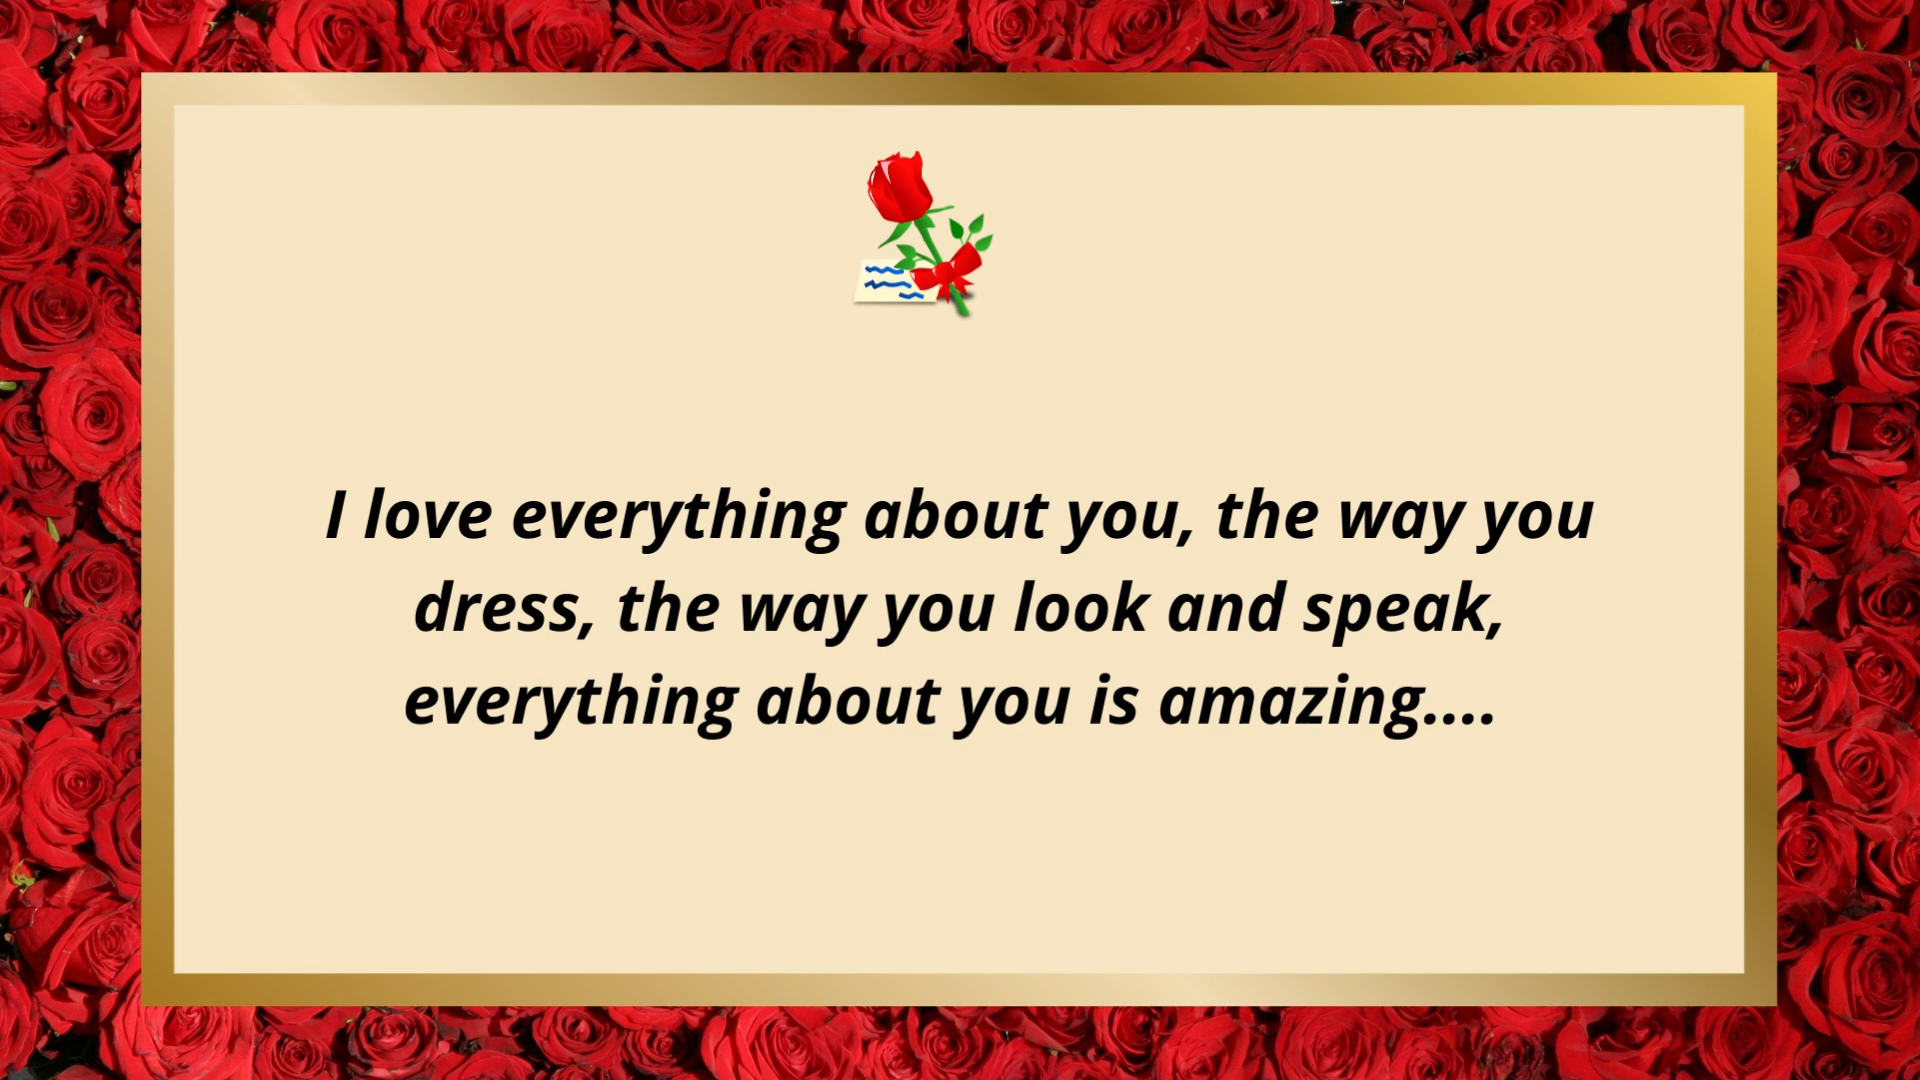 I love everything about you, the way you
dress, the way you look and speak,
everything about you is amazing....